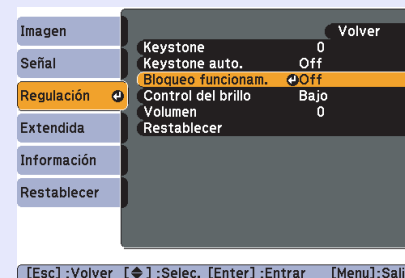 Imagen
Señal
Regulación
Extendida
Información
Restablecer
Volver
Keystone 0
Keystone auto. Off
Bloqueo funcionam. Off
Control del brillo Bajo
Volumen 0
Restablecer
[Esc] :Volver [ ] :Selec. [Enter] :Entrar [Menu]:Sali